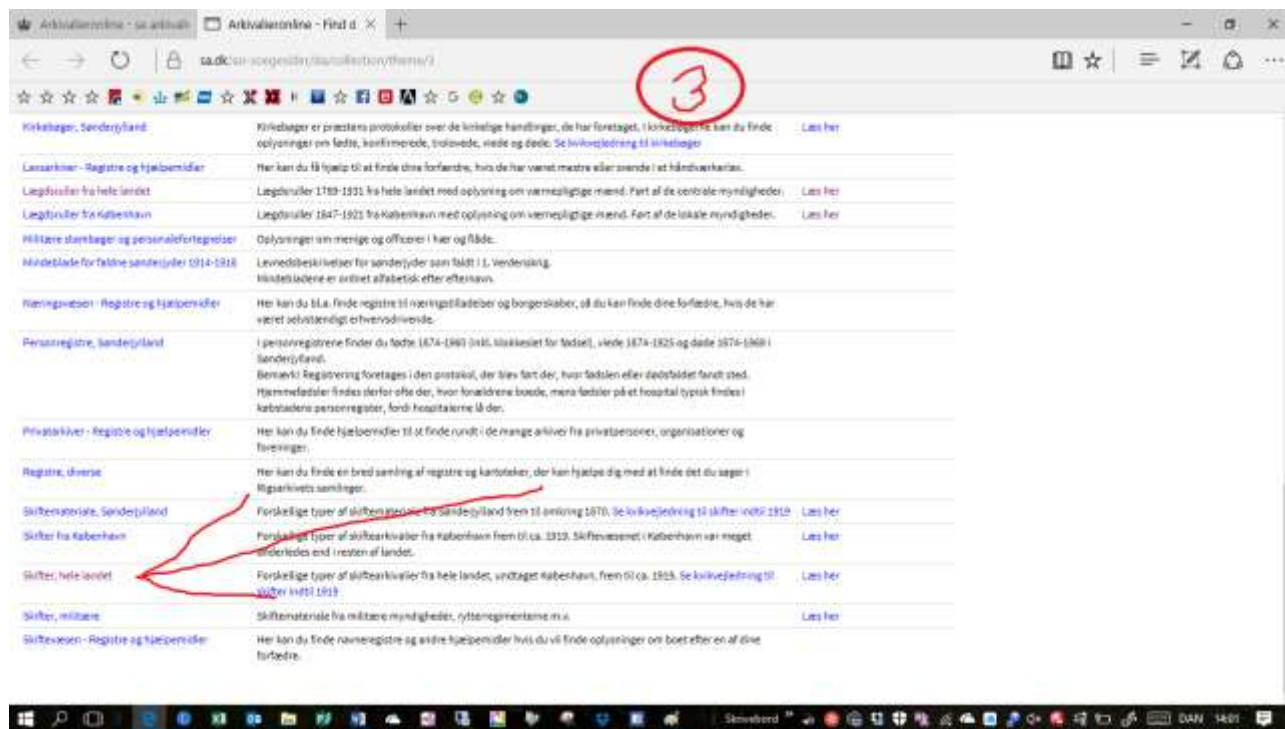 Arkivalieronline - sa arkivali
Arkivalieronline - Find d
sa.dk/ao-soegesider/da/collection/theme/3
3
Kirkebøger, Sønderjylland
Kirkebøger er præstens protokoller over de kirkelige handlinger, de har foretaget. I kirkebøgerne kan du finde
oplysninger om fødte, konfirmerede, trolovede, viede og døde. Se kvikvejledning til kirkebøger
Læs her
Lavsarkiver - Registre og hjælpemidler
Her kan du få hjælp til at finde dine forfædre, hvis de har været mestre eller svende i et håndværkerlav.
Lægdsruller fra hele landet
Lægdsruller 1789-1931 fra hele landet med oplysning om værnepligtige mænd. Ført af de centrale myndigheder.
Læs her
Lægdsruller fra København
Lægdsruller 1847-1921 fra København med oplysning om værnepligtige mænd. Ført af de lokale myndigheder.
Læs her
Militære stambøger og personalefortegnelser
Oplysninger om menige og officerer i hær og flåde.
Mindeblade for faldne sønderjyder 1914-1918
Levnedsbeskrivelser for sønderjyder som faldt i 1. Verdenskrig.
Mindebladene er ordnet alfabetisk efter efternavn.
Næringsvæsen - Registre og hjælpemidler
Her kan du bl.a. finde registre til næringstilladelser og borgerskaber, så du kan finde dine forfædre, hvis de har
været selvstændigt erhvervsdrivende.
Personregistre, Sønderjylland
I personregistrene finder du fødte 1874-1960 (inkl. klokkeslet for fødsel), viede 1874-1925 og døde 1874-1969 i
Sønderjylland.
Bemærk! Registrering foretages i den protokol, der blev ført der, hvor fødslen eller dødsfaldet fandt sted.
Hjemmefødsler findes derfor ofte der, hvor forældrene boede, mens fødsler på et hospital typisk findes i
købstadens personregister, fordi hospitalerne lå der.
Privatarkiver - Registre og hjælpemidler
Her kan du finde hjælpemidler til at finde rundt i de mange arkiver fra privatpersoner, organisationer og
foreninger.
Registre, diverse
Her kan du finde en bred samling af registre og kartoteker, der kan hjælpe dig med at finde det du søger i
Rigsarkivets samlinger.
Skiftemateriale, Sønderjylland
Forskellige typer af skiftemateriale fra Sønderjylland frem til omkring 1870. Se kvikvejledning til skifter indtil 1919
Læs her
Skifter fra København
Forskellige typer af skiftearkivalier fra København frem til ca. 1919. Skiftevæsenet i København var meget
anderledes end i resten af landet.
Læs her
Skifter, hele landet
Forskellige typer af skiftearkivalier fra hele landet, undtaget København, frem til ca. 1919. Se kvikvejledning til
skifter indtil 1919
Læs her
Skifter, militære
Skiftemateriale fra militære myndigheder, rytterregimenterne m.v.
Læs her
Skiftevæsen - Registre og hjælpemidler
Her kan du finde navneregistre og andre hjælpemidler hvis du vil finde oplysninger om boet efter en af dine
forfædre.
Skrivebord
DAN
14:01